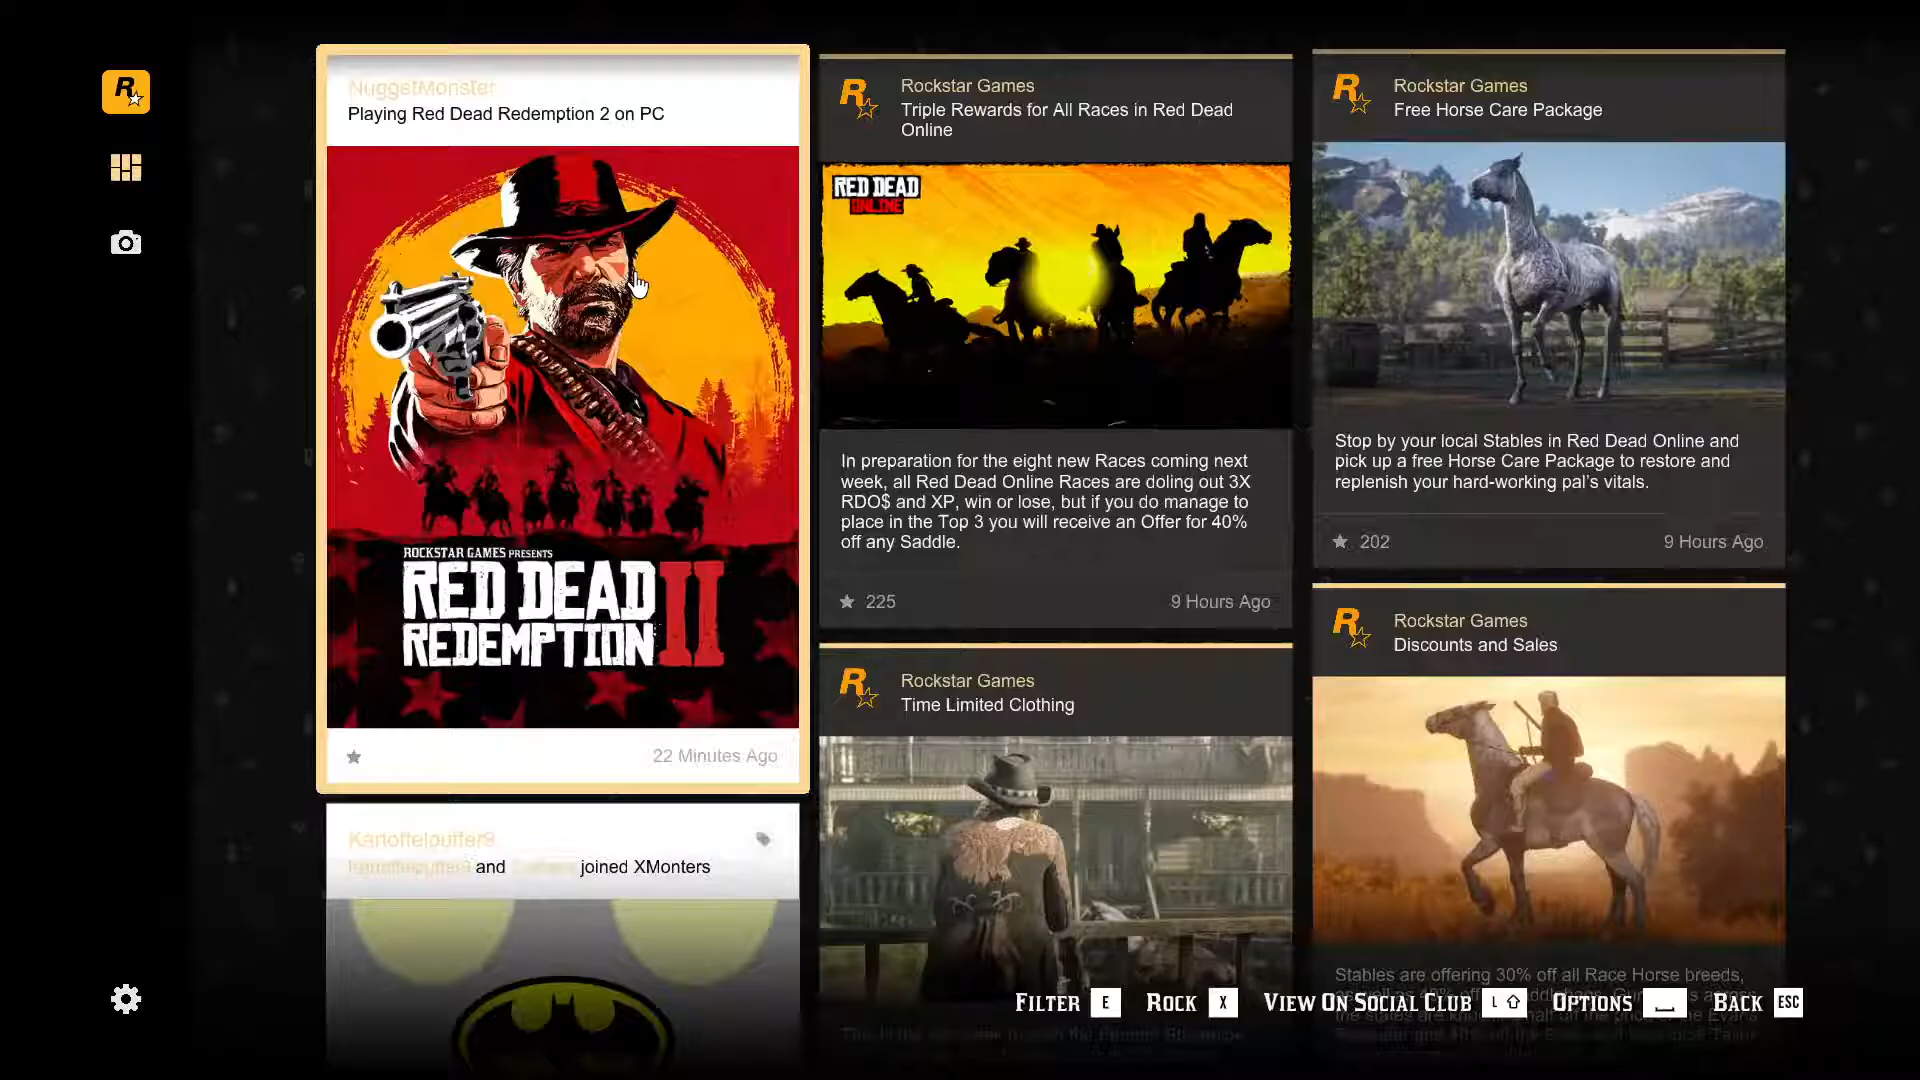 NuggetMonster
Playing Red Dead Redemption 2 on PC
ROCKSTAR GAMES PRESENTS
RED DEAD
REDEMPTION II
22 Minutes Ago
and joined XMonters
Rockstar Games
Triple Rewards for All Races in Red Dead
Online
RED DEAD
ONLINE
In preparation for the eight new Races coming next
week, all Red Dead Online Races are doling out 3X
RDO$ and XP, win or lose, but if you do manage to
place in the Top 3 you will receive an Offer for 40%
off any Saddle.
225
9 Hours Ago
Rockstar Games
Time Limited Clothing
Rockstar Games
Free Horse Care Package
Stop by your local Stables in Red Dead Online and
pick up a free Horse Care Package to restore and
replenish your hard-working pal's vitals.
202
9 Hours Ago
Rockstar Games
Discounts and Sales
Stables are offering 30% off all Race Horse breeds,
FILTER E ROCK X VIEW ON SOCIAL CLUB L OPTIONS BACK ESC